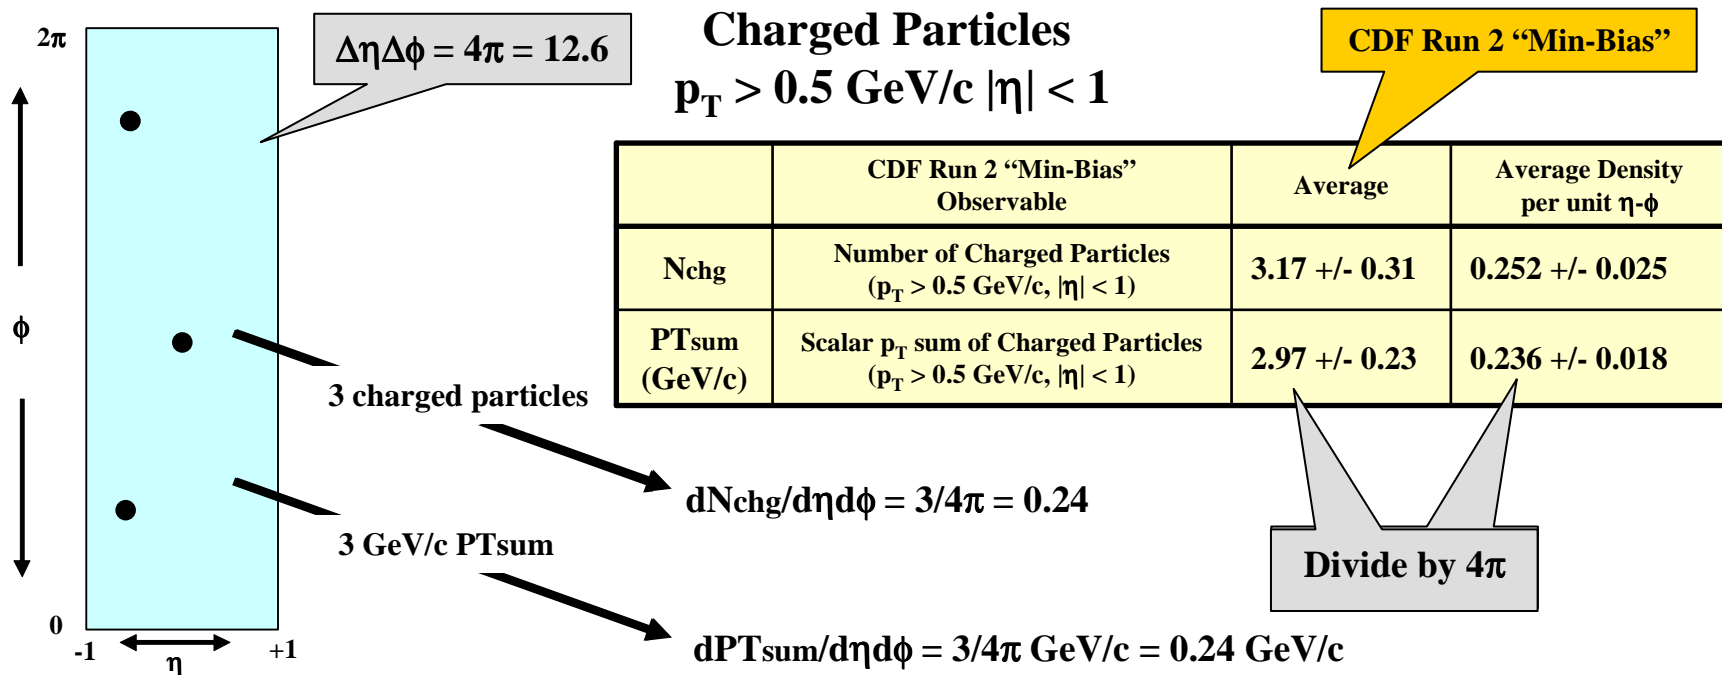 Charged Particles
p_T > 0.5 GeV/c |η| < 1
CDF Run 2 “Min-Bias”
2π
ΔηΔϕ = 4π = 12.6
ϕ
0
-1
η
+1
CDF Run 2 “Min-Bias”
Observable
Average
Average Density
per unit η-ϕ
Nchg
Number of Charged Particles
(p_T > 0.5 GeV/c, |η| < 1)
3.17 +/- 0.31
0.252 +/- 0.025
PTsum
(GeV/c)
Scalar p_T sum of Charged Particles
(p_T > 0.5 GeV/c, |η| < 1)
2.97 +/- 0.23
0.236 +/- 0.018
3 charged particles
dNchg/dηdϕ = 3/4π = 0.24
3 GeV/c PTsum
Divide by 4π
dPTsum/dηdϕ = 3/4π GeV/c = 0.24 GeV/c